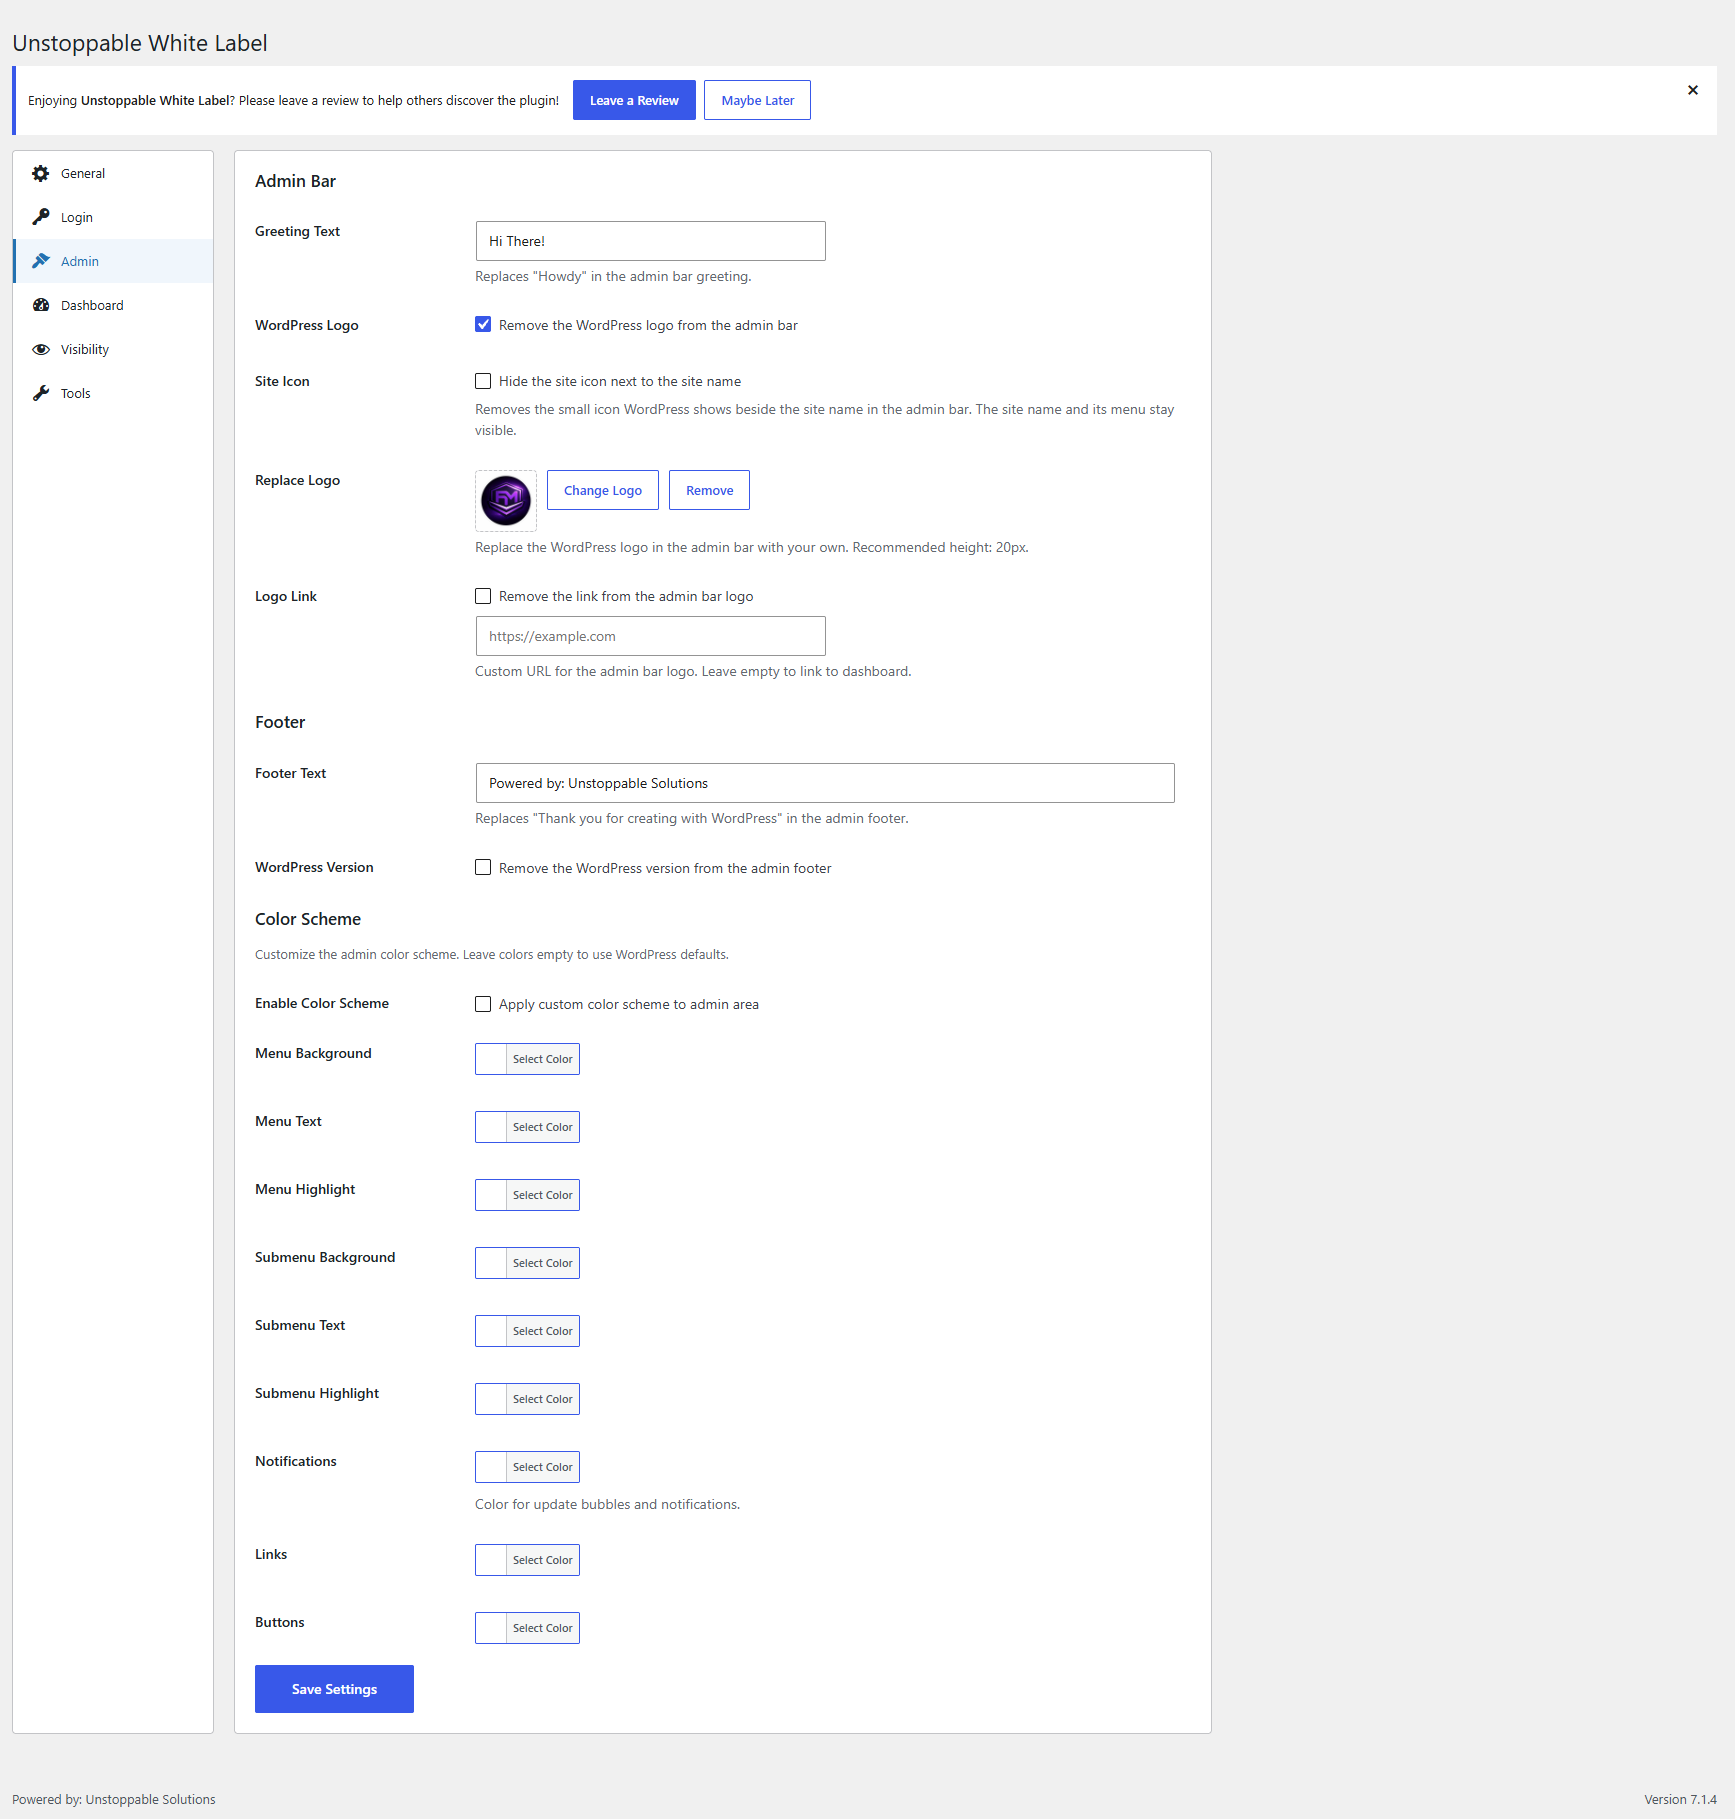 Unstoppable White Label
Enjoying Unstoppable White Label? Please leave a review to help others discover the plugin!
Leave a Review
Maybe Later
General
Login
Admin
Dashboard
Visibility
Tools
Admin Bar
Greeting Text
Hi There!
Replaces "Howdy" in the admin bar greeting.
WordPress Logo
Remove the WordPress logo from the admin bar
Site Icon
Hide the site icon next to the site name
Removes the small icon WordPress shows beside the site name in the admin bar. The site name and its menu stay
visible.
Replace Logo
Change Logo
Remove
Replace the WordPress logo in the admin bar with your own. Recommended height: 20px.
Logo Link
Remove the link from the admin bar logo
https://example.com
Custom URL for the admin bar logo. Leave empty to link to dashboard.
Footer
Footer Text
Powered by: Unstoppable Solutions
Replaces "Thank you for creating with WordPress" in the admin footer.
WordPress Version
Remove the WordPress version from the admin footer
Color Scheme
Customize the admin color scheme. Leave colors empty to use WordPress defaults.
Enable Color Scheme
Apply custom color scheme to admin area
Menu Background
Select Color
Menu Text
Select Color
Menu Highlight
Select Color
Submenu Background
Select Color
Submenu Text
Select Color
Submenu Highlight
Select Color
Notifications
Select Color
Color for update bubbles and notifications.
Links
Select Color
Buttons
Select Color
Save Settings
Powered by: Unstoppable Solutions
Version 7.1.4